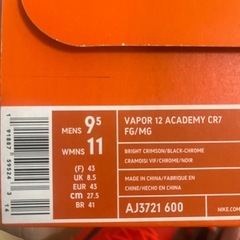 MENS 9.5
WMNS 11
(F) 43
UK 8.5
EUR 43
cm 27.5
BR 41
VAPOR 12 ACADEMY CR7
FG/MG
BRIGHT CRIMSON/BLACK-CHROME
CRAMOISI VIF/CHROME/NOIR
MADE IN CHINA/FABRIQUE EN
CHINE/HECHO EN CHINA
AJ3721 600
NIKE.COM